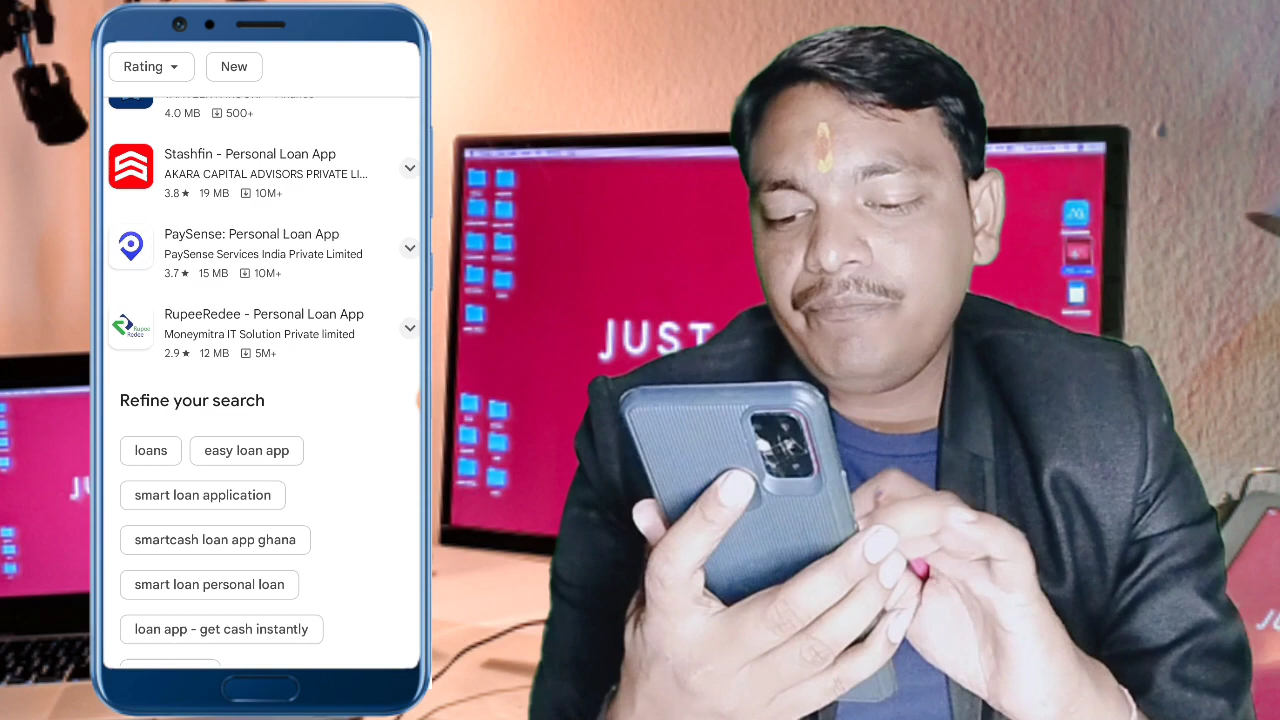 Rating
New
4.0 MB 500+
Stashfin - Personal Loan App
AKARA CAPITAL ADVISORS PRIVATE LI...
3.8★ 19 MB 10M+
PaySense: Personal Loan App
PaySense Services India Private Limited
3.7★ 15 MB 10M+
Rupee
Redee
RupeeRedee - Personal Loan App
Moneymitra IT Solution Private limited
2.9★ 12 MB 5M+
Refine your search
loans
easy loan app
smart loan application
smartcash loan app ghana
smart loan personal loan
loan app - get cash instantly
JUST